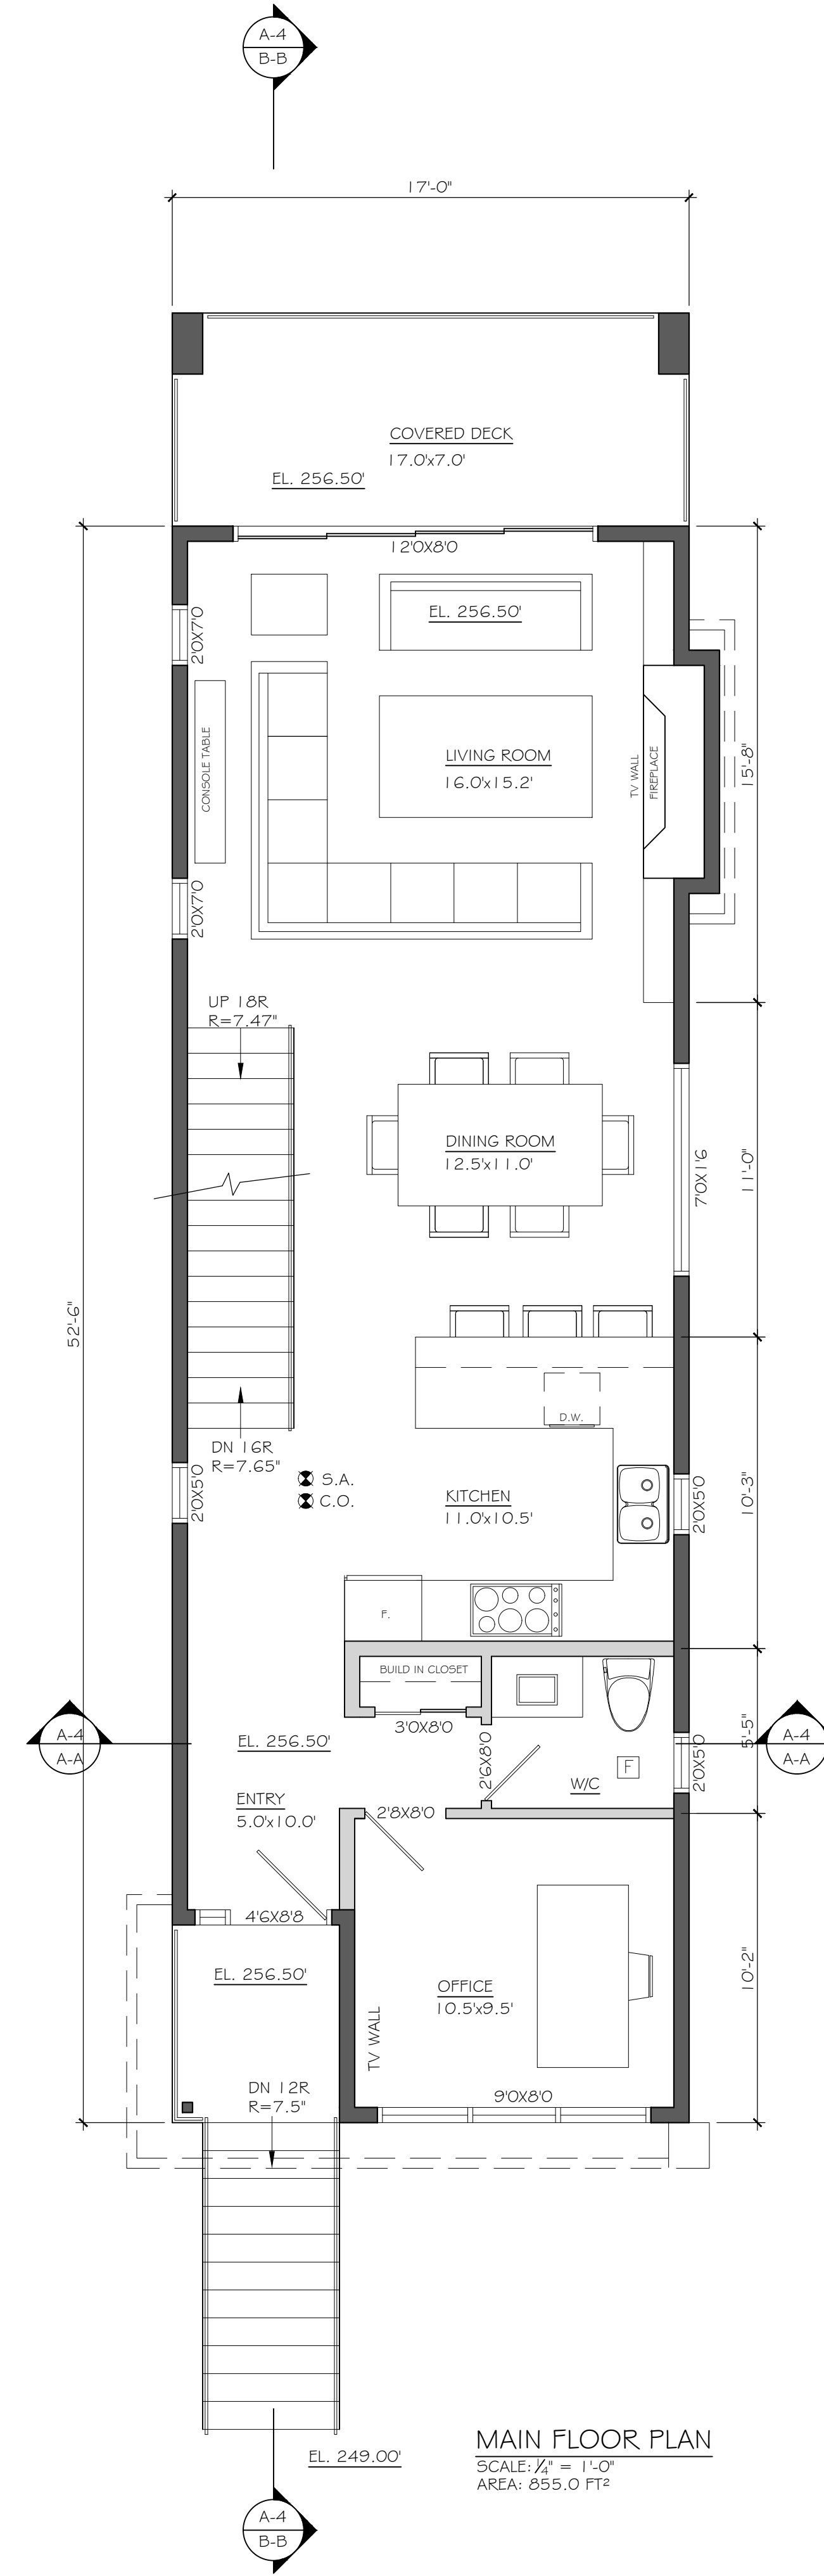 A-4
B-B
17'-0"
COVERED DECK
17.0'x7.0'
EL. 256.50'
12'0X8'0
2'0X7'0
EL. 256.50'
CONSOLE TABLE
LIVING ROOM
16.0'x15.2'
TV WALL
FIREPLACE
15'-8"
2'0X7'0
UP 18R
R=7.47"
DINING ROOM
12.5'x11.0'
7'0X1'6
11'-0"
52'-6"
D.W.
DN 16R
R=7.65"
S.A.
C.O.
2'0X5'0
KITCHEN
11.0'x10.5'
2'0X5'0
10'-3"
F.
BUILD IN CLOSET
3'0X8'0
A-4
A-A
EL. 256.50'
2'6X8'0
W/C
F
2'0X5'0
5'-5"
A-4
A-A
ENTRY
5.0'x10.0'
2'8X8'0
4'6X8'8
EL. 256.50'
OFFICE
10.5'x9.5'
TV WALL
10'-2"
DN 12R
R=7.5"
9'0X8'0
EL. 249.00'
MAIN FLOOR PLAN
SCALE: ¼" = 1'-0"
AREA: 855.0 FT²
A-4
B-B